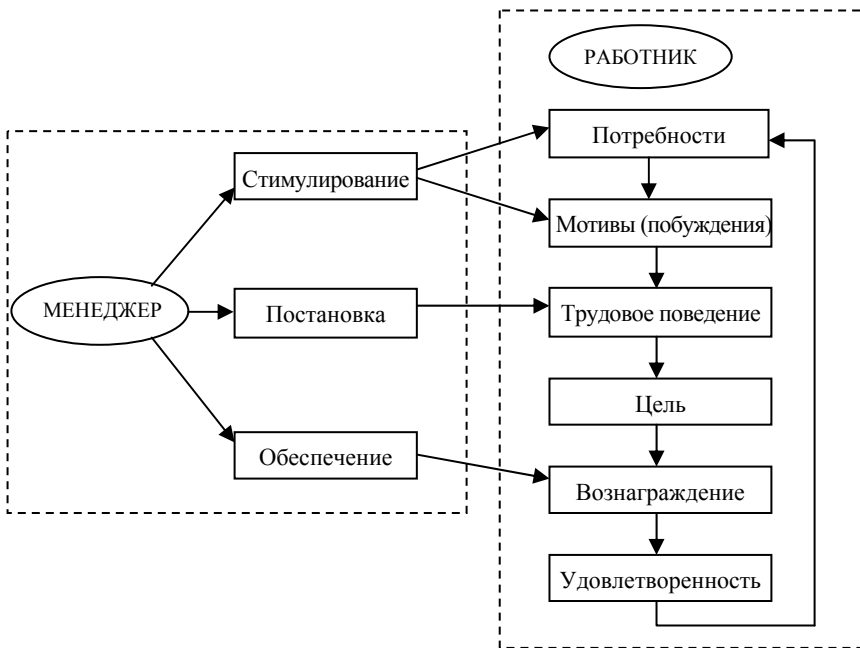 РАБОТНИК
Потребности
Стимулирование
Мотивы (побуждения)
МЕНЕДЖЕР
Постановка
Трудовое поведение
Цель
Обеспечение
Вознаграждение
Удовлетворенность